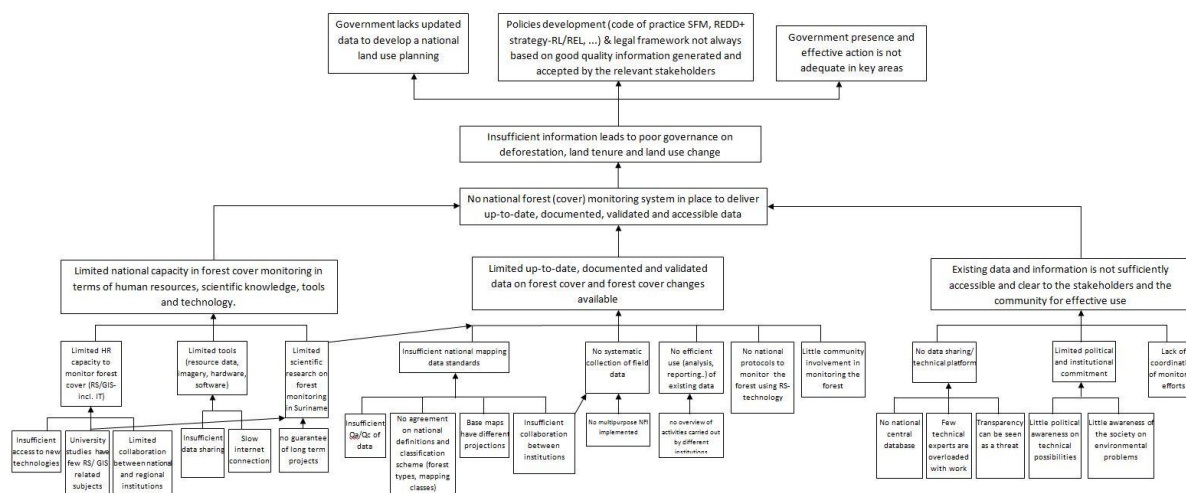 Government lacks updated
data to develop a national
land use planning
Policies development (code of practice SFM, REDD+
strategy-RL/REL, ...) & legal framework not always
based on good quality information generated and
accepted by the relevant stakeholders
Government presence and
effective action is not
adequate in key areas
Insufficient information leads to poor governance on
deforestation, land tenure and land use change
No national forest (cover) monitoring system in place to deliver
up-to-date, documented, validated and accessible data
Limited national capacity in forest cover monitoring in
terms of human resources, scientific knowledge, tools
and technology.
Limited up-to-date, documented and validated
data on forest cover and forest cover changes
available
Existing data and information is not sufficiently
accessible and clear to the stakeholders and the
community for effective use
Limited HR
capacity to
monitor forest
cover (RS/GIS-
incl. IT)
Limited tools
(resource data,
imagery, hardware,
software)
Limited
scientific
research on
forest
monitoring
in Suriname
Insufficient national mapping
data standards
No systematic
collection of field
data
No efficient
use (analysis,
reporting..) of
existing data
No national
protocols to
monitor the
forest using RS-
technology
Little community
involvement in
monitoring the
forest
No data sharing/
technical platform
Limited political
and institutional
commitment
Lack of
coordination
of monitor
efforts
Insufficient
access to new
technologies
University
studies have
few RS/ GIS
related
subjects
Limited
collaboration
between national
and regional
institutions
Insufficient
data sharing
Slow
internet
connection
no guarantee
of long term
projects
Insufficient
Qa/Qc of data
No agreement
on national
definitions and
classification
scheme (forest
types, mapping
classes)
Base maps
have different
projections
Insufficient
collaboration
between
institutions
No multipurpose NFI
implemented
no overview of
activities carried out
by different
institutions
No national
central
database
Few
technical
experts are
overloaded
with work
Transparency
can be seen
as a threat
Little political
awareness on
technical
possibilities
Little awareness of
the society on
environmental
problems